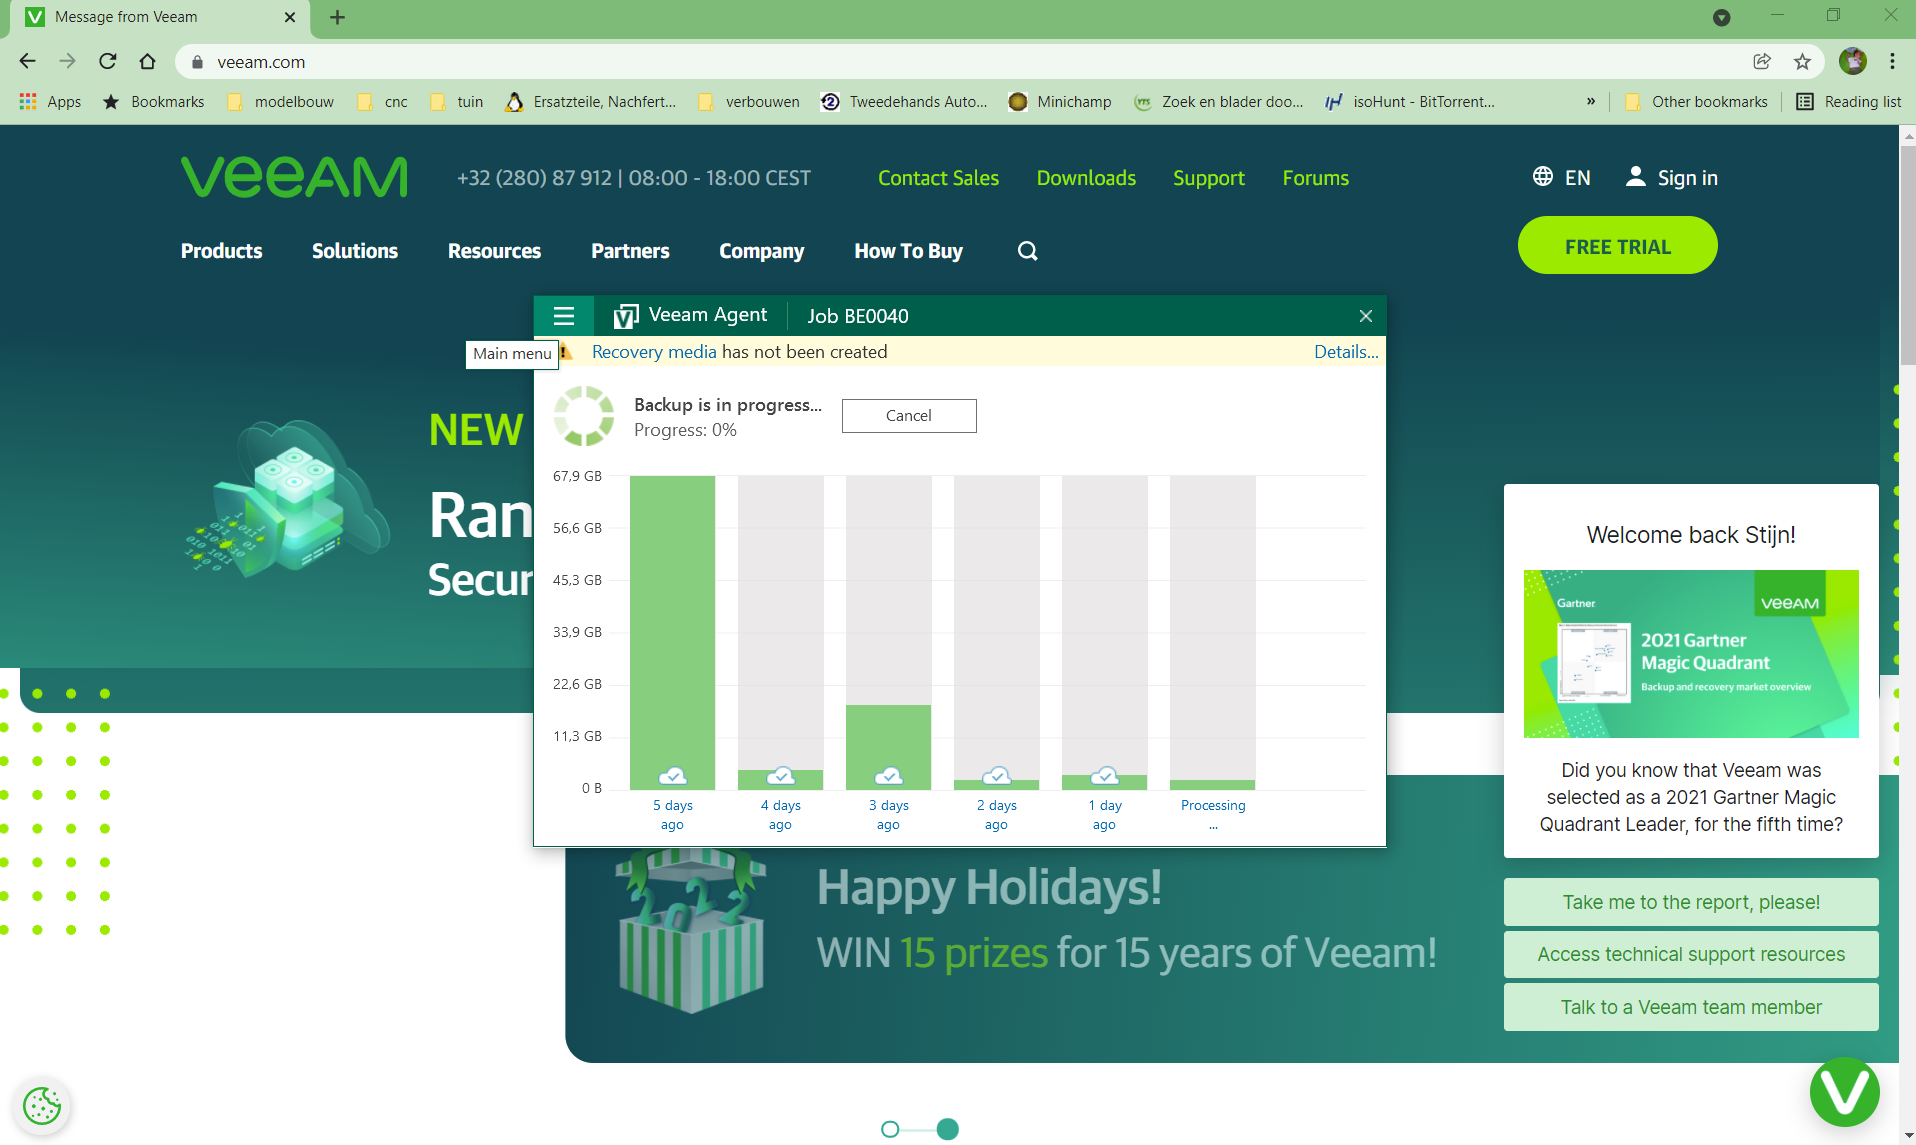 Message from Veeam
veeam.com
Apps Bookmarks modelbouw cnc tuin Ersatzteile, Nachfert... verbouwen Tweedehands Auto... Minichamp Zoek en blader doo... isoHunt - BitTorrent... » Other bookmarks Reading list
veeAM +32 (280) 87 912 | 08:00 - 18:00 CEST Contact Sales Downloads Support Forums EN Sign in
Products Solutions Resources Partners Company How To Buy FREE TRIAL
Veeam Agent Job BE0040
Main menu
Recovery media has not been created Details...
Backup is in progress... Cancel
Progress: 0%
NEW
Ran
Secur
67,9 GB
56,6 GB
45,3 GB
33,9 GB
22,6 GB
11,3 GB
0 B
5 days ago
4 days ago
3 days ago
2 days ago
1 day ago
Processing ...
Welcome back Stijn!
Gartner
veeAM
2021 Gartner
Magic Quadrant
Backup and recovery market overview
Did you know that Veeam was
selected as a 2021 Gartner Magic
Quadrant Leader, for the fifth time?
Take me to the report, please!
Access technical support resources
Talk to a Veeam team member
2022
Happy Holidays!
WIN 15 prizes for 15 years of Veeam!